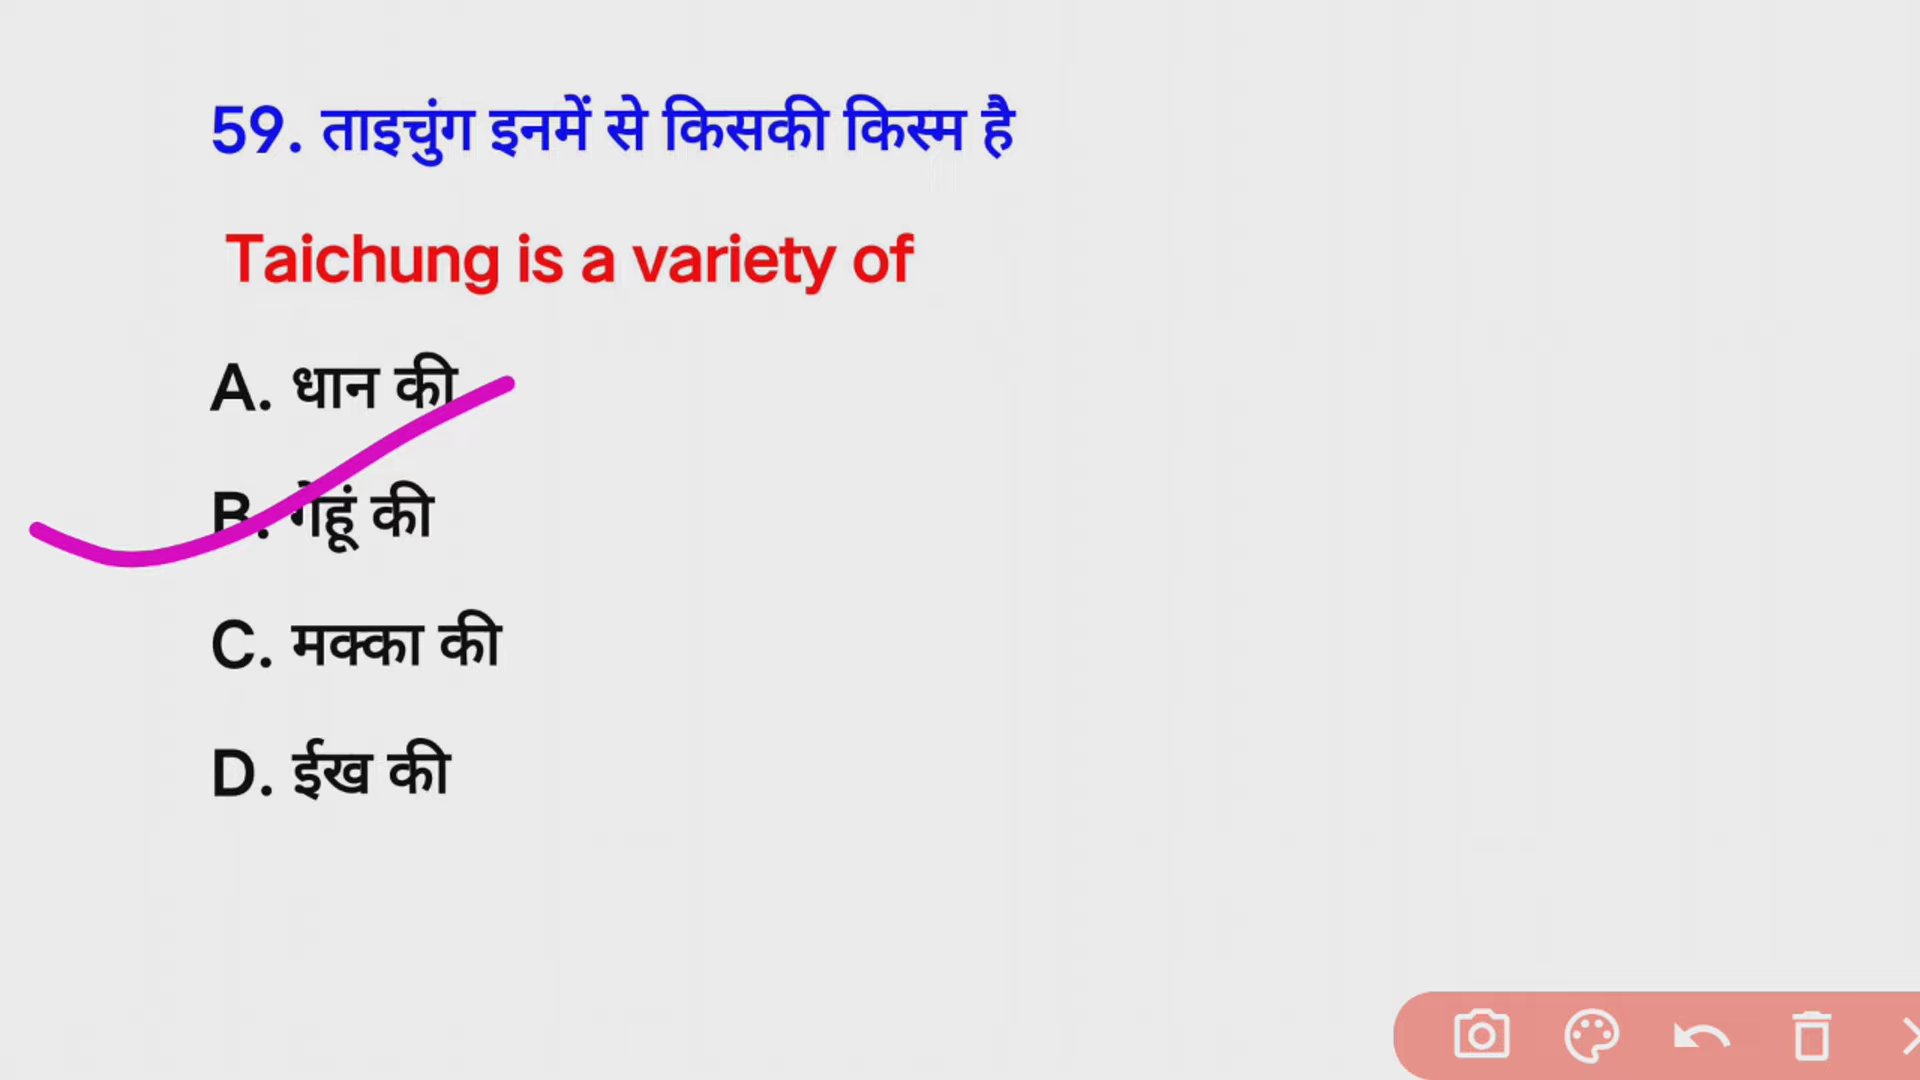 59. ताइचुंग इनमें से किसकी किस्म है
Taichung is a variety of
A. धान की
B. गेहूं की
C. मक्का की
D. ईख की